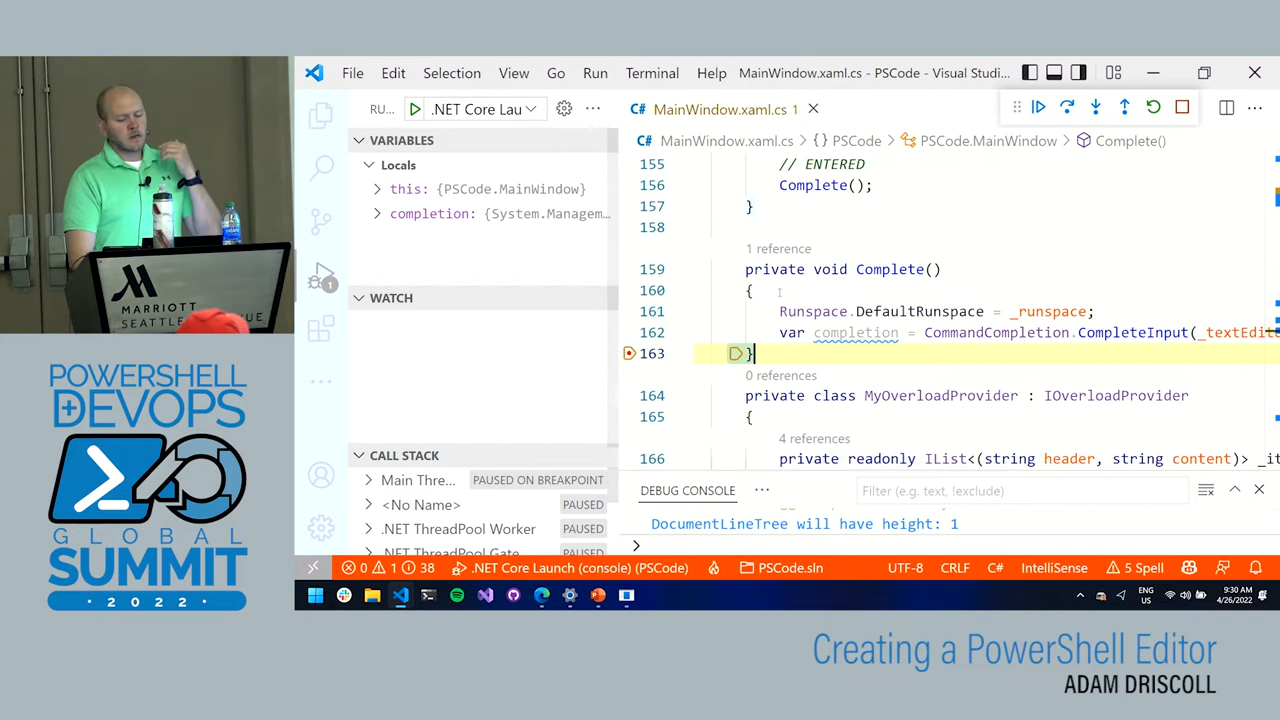 File Edit Selection View Go Run Terminal Help MainWindow.xaml.cs - PSCode - Visual Studi...
RU... .NET Core Lau ...
VARIABLES
Locals
this: {PSCode.MainWindow}
completion: {System.Managem...
WATCH
CALL STACK
Main Thre... PAUSED ON BREAKPOINT
<No Name> PAUSED
.NET ThreadPool Worker PAUSED
.NET ThreadPool Gate PAUSED
C# MainWindow.xaml.cs 1
C# MainWindow.xaml.cs {} PSCode PSCode.MainWindow Complete()
155 // ENTERED
156 Complete();
157 }
158
1 reference
159 private void Complete()
160 {
161 Runspace.DefaultRunspace = _runspace;
162 var completion = CommandCompletion.CompleteInput(_textEdito
163 }
0 references
164 private class MyOverloadProvider : IOverloadProvider
165 {
4 references
166 private readonly IList<(string header, string content)> _it
DEBUG CONSOLE ... Filter (e.g. text, !exclude)
DocumentLineTree will have height: 1
0 1 38 .NET Core Launch (console) (PSCode) PSCode.sln UTF-8 CRLF C# IntelliSense 5 Spell
ENG
US
9:30 AM
4/26/2022
MARRIOTT
POWERSHELL
+DEVOPS
GLOBAL
SUMMIT
· 2022 ·
Creating a PowerShell Editor
ADAM DRISCOLL